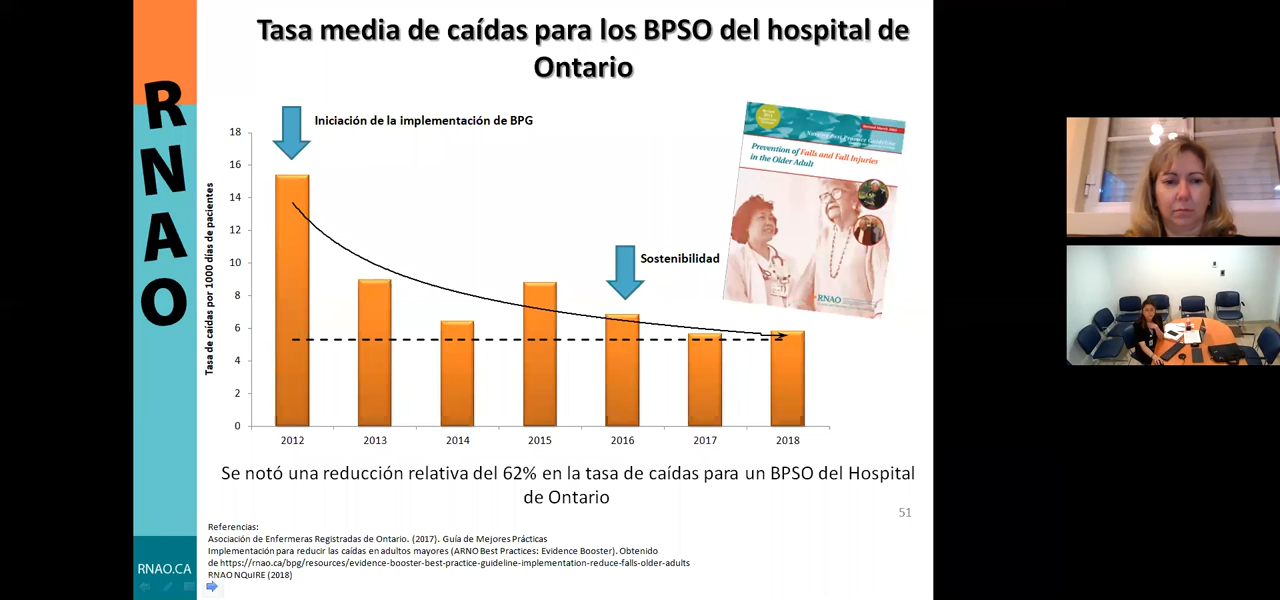 Tasa media de caídas para los BPSO del hospital de
Ontario
RNAO
Iniciación de la implementación de BPG
18
16
14
12
10
8
6
4
2
0
Tasa de caídas por 1000 días de pacientes
Prevention of Falls and Fall Injuries
in the Older Adult
RNAO
Sostenibilidad
2012
2013
2014
2015
2016
2017
2018
Se notó una reducción relativa del 62% en la tasa de caídas para un BPSO del Hospital
de Ontario
51
Referencias:
Asociación de Enfermeras Registradas de Ontario. (2017). Guía de Mejores Prácticas
Implementación para reducir las caídas en adultos mayores (ARNO Best Practices: Evidence Booster). Obtenido
de https://rnao.ca/bpg/resources/evidence-booster-best-practice-guideline-implementation-reduce-falls-older-adults
RNAO NQuIRE (2018)
RNAO.CA